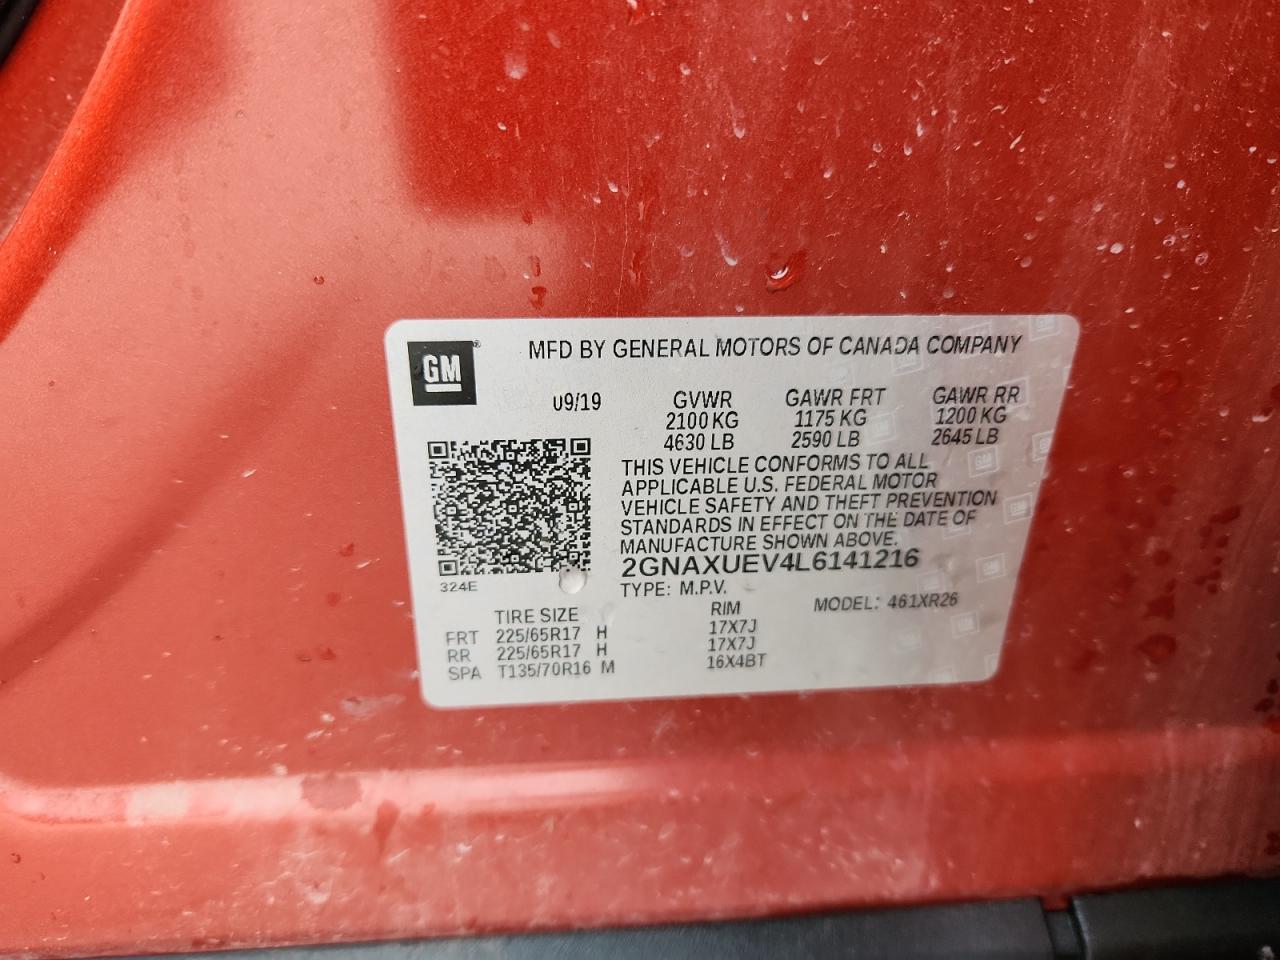 GM
MFD BY GENERAL MOTORS OF CANADA COMPANY
09/19 GVWR GAWR FRT GAWR RR
2100 KG 1175 KG 1200 KG
4630 LB 2590 LB 2645 LB
THIS VEHICLE CONFORMS TO ALL
APPLICABLE U.S. FEDERAL MOTOR
VEHICLE SAFETY AND THEFT PREVENTION
STANDARDS IN EFFECT ON THE DATE OF
MANUFACTURE SHOWN ABOVE.
2GNAXUEV4L6141216
324E
TYPE: M.P.V. MODEL: 461XR26
TIRE SIZE RIM
FRT 225/65R17 H 17X7J
RR 225/65R17 H 17X7J
SPA T135/70R16 M 16X4BT